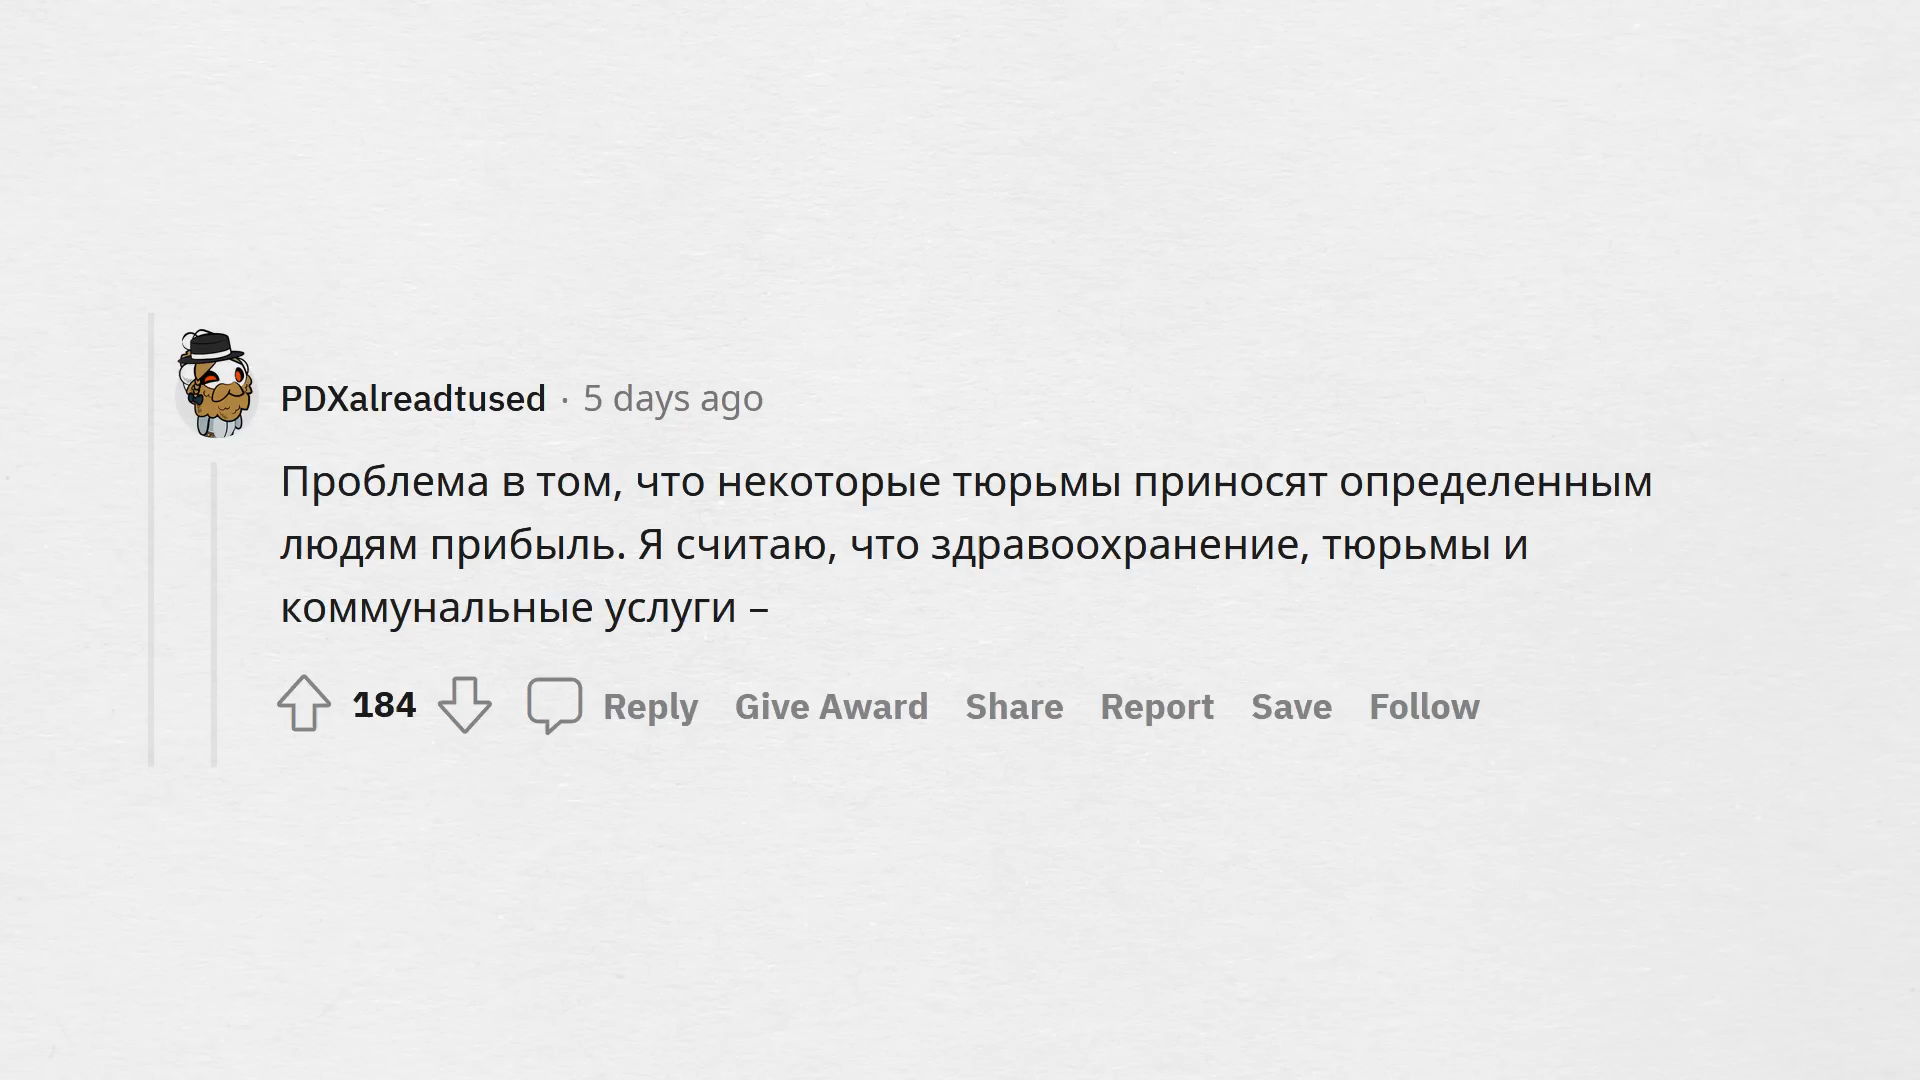 PDXalreadtused · 5 days ago
Проблема в том, что некоторые тюрьмы приносят определенным
людям прибыль. Я считаю, что здравоохранение, тюрьмы и
коммунальные услуги –
184 Reply Give Award Share Report Save Follow